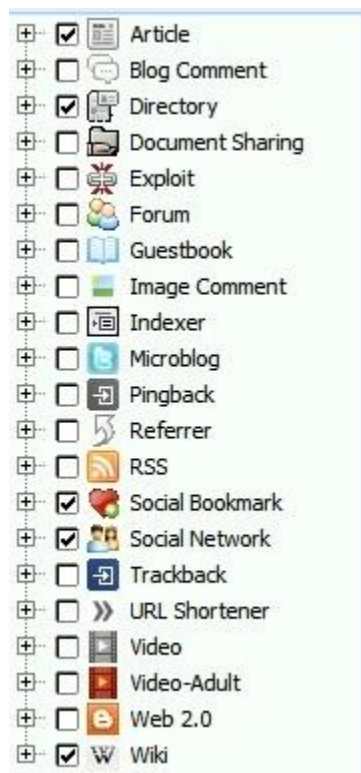 Article
Blog Comment
Directory
Document Sharing
Exploit
Forum
Guestbook
Image Comment
Indexer
Microblog
Pingback
Referrer
RSS
Social Bookmark
Social Network
Trackback
URL Shortener
Video
Video-Adult
Web 2.0
Wiki